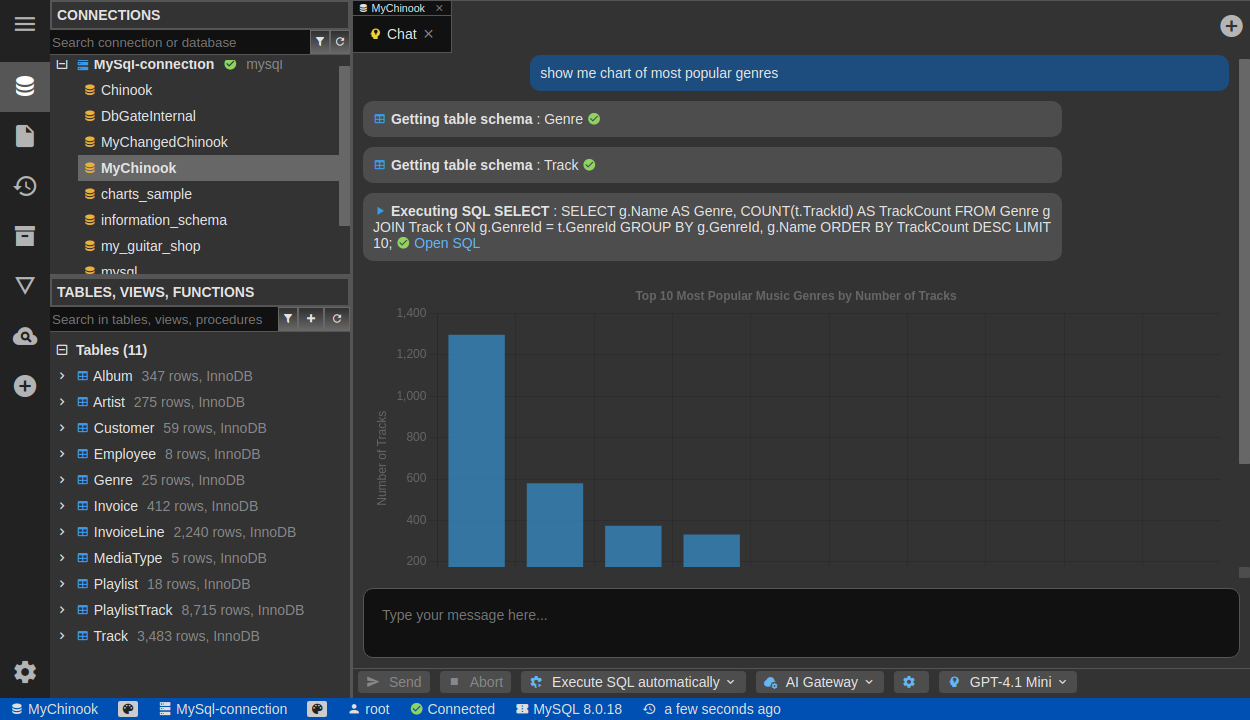 CONNECTIONS
Search connection or database
MySql-connection mysql
Chinook
DbGateInternal
MyChangedChinook
MyChinook
charts_sample
information_schema
my_guitar_shop
mysql
TABLES, VIEWS, FUNCTIONS
Search in tables, views, procedures
Tables (11)
Album 347 rows, InnoDB
Artist 275 rows, InnoDB
Customer 59 rows, InnoDB
Employee 8 rows, InnoDB
Genre 25 rows, InnoDB
Invoice 412 rows, InnoDB
InvoiceLine 2,240 rows, InnoDB
MediaType 5 rows, InnoDB
Playlist 18 rows, InnoDB
PlaylistTrack 8,715 rows, InnoDB
Track 3,483 rows, InnoDB
MyChinook
Chat
show me chart of most popular genres
Getting table schema : Genre
Getting table schema : Track
Executing SQL SELECT : SELECT g.Name AS Genre, COUNT(t.TrackId) AS TrackCount FROM Genre g
JOIN Track t ON g.GenreId = t.GenreId GROUP BY g.GenreId, g.Name ORDER BY TrackCount DESC LIMIT
10; Open SQL
Top 10 Most Popular Music Genres by Number of Tracks
1,400
1,200
1,000
800
600
400
200
Number of Tracks
Type your message here...
Send Abort Execute SQL automatically AI Gateway GPT-4.1 Mini
MyChinook MySql-connection root Connected MySQL 8.0.18 a few seconds ago